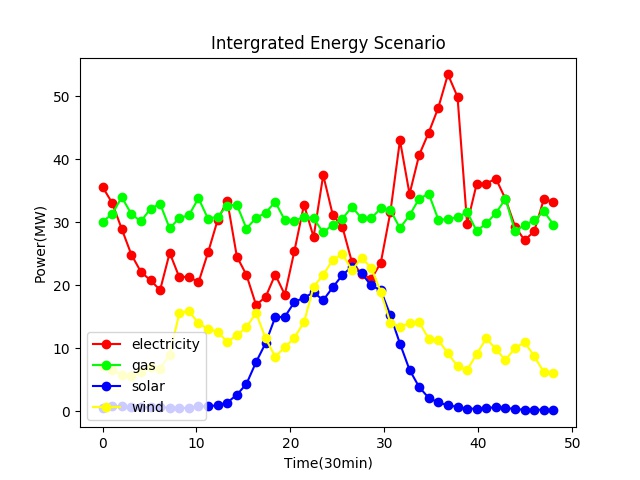 Intergrated Energy Scenario
Power(MW)
50
40
30
20
10
0
electricity
gas
solar
wind
0 10 20 30 40 50
Time(30min)